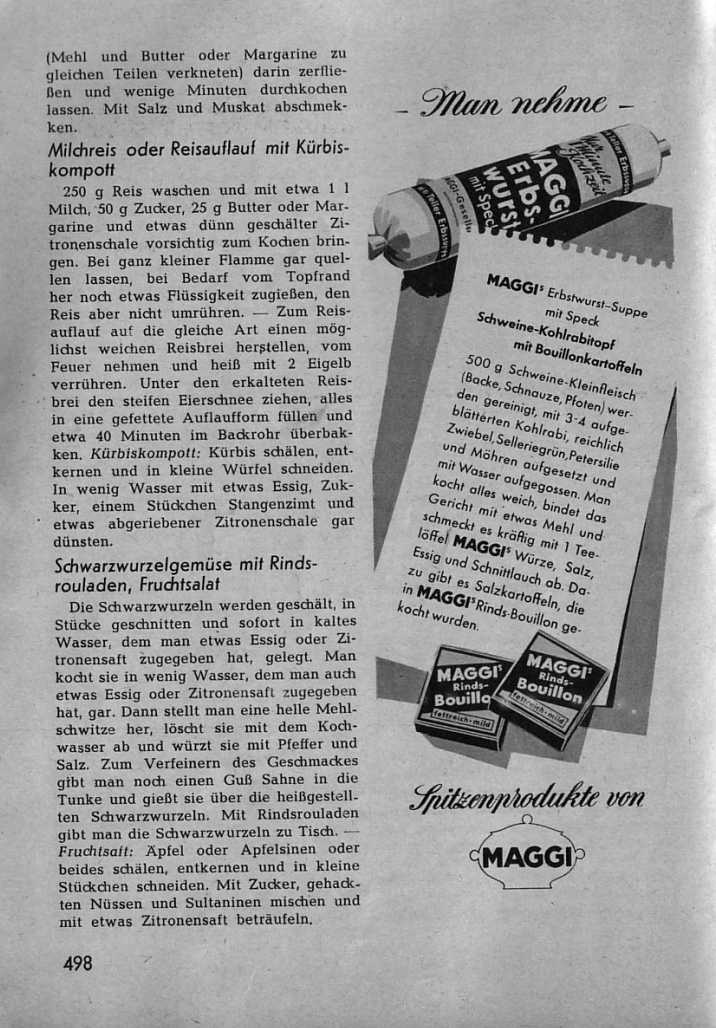 (Mehl und Butter oder Margarine zu
gleichen Teilen verkneten) darin zerflie-
ßen und wenige Minuten durchkochen
lassen. Mit Salz und Muskat abschmek-
ken.
Milchreis oder Reisauflauf mit Kürbis-
kompott
250 g Reis waschen und mit etwa 1 l
Milch, 50 g Zucker, 25 g Butter oder Mar-
garine und etwas dünn geschälter Zi-
tronenschale vorsichtig zum Kochen brin-
gen. Bei ganz kleiner Flamme gar quel-
len lassen, bei Bedarf vom Topfrand
her noch etwas Flüssigkeit zugießen, den
Reis aber nicht umrühren. — Zum Reis-
auflauf auf die gleiche Art einen mög-
lichst weichen Reisbrei herstellen, vom
Feuer nehmen und heiß mit 2 Eigelb
verrühren. Unter den erkalteten Reis-
brei den steifen Eierschnee ziehen, alles
in eine gefettete Auflaufform füllen und
etwa 40 Minuten im Backrohr überbak-
ken. Kürbiskompott: Kürbis schälen, ent-
kernen und in kleine Würfel schneiden.
In wenig Wasser mit etwas Essig, Zuk-
ker, einem Stückchen Stangenzimt und
etwas abgeriebener Zitronenschale gar
dünsten.
Schwarzwurzelgemüse mit Rinds-
rouladen, Fruchtsalat
Die Schwarzwurzeln werden geschält, in
Stücke geschnitten und sofort in kaltes
Wasser, dem man etwas Essig oder Zi-
tronensaft zugegeben hat, gelegt. Man
kocht sie in wenig Wasser, dem man auch
etwas Essig oder Zitronensaft zugegeben
hat, gar. Dann stellt man eine helle Mehl-
schwitze her, löscht sie mit dem Koch-
wasser ab und würzt sie mit Pfeffer und
Salz. Zum Verfeinern des Geschmackes
gibt man noch einen Guß Sahne in die
Tunke und gießt sie über die heißgestell-
ten Schwarzwurzeln. Mit Rindsrouladen
gibt man die Schwarzwurzeln zu Tisch. —
Fruchtsaft: Äpfel oder Apfelsinen oder
beides schälen, entkernen und in kleine
Stückchen schneiden. Mit Zucker, gehack-
ten Nüssen und Sultaninen mischen und
mit etwas Zitronensaft beträufeln.
498
– Man nehme –
MAGGI
Erbs-
wurst
mit Speck
Teller Erbswurst
MAGGIs Erbstwurst-Suppe
mit Speck
Schweine-Kohlrabitopf
mit Bouillonkartoffeln
500 g Schweine-Kleinfleisch
(Backe, Schnauze, Pfoten) wer-
den gereinigt, mit 3-4 aufge-
blätterten Kohlrabi, reichlich
Zwiebel, Selleriegrün, Petersilie
und Möhren aufgesetzt und
mit Wasser aufgegossen. Man
kocht alles weich, bindet das
Gericht mit etwas Mehl und
schmeckt es kräftig mit 1 Tee-
löffel MAGGIs Würze, Salz,
Essig und Schnittlauch ab. Da-
zu gibt es Salzkartoffeln, die
in MAGGIs Rinds-Bouillon ge-
kocht wurden.
MAGGIs
Rinds-
Bouillo
fettreich·mild
MAGGIs
Rinds-
Bouillon
fettreich·mild
Spitzenprodukte von
MAGGI